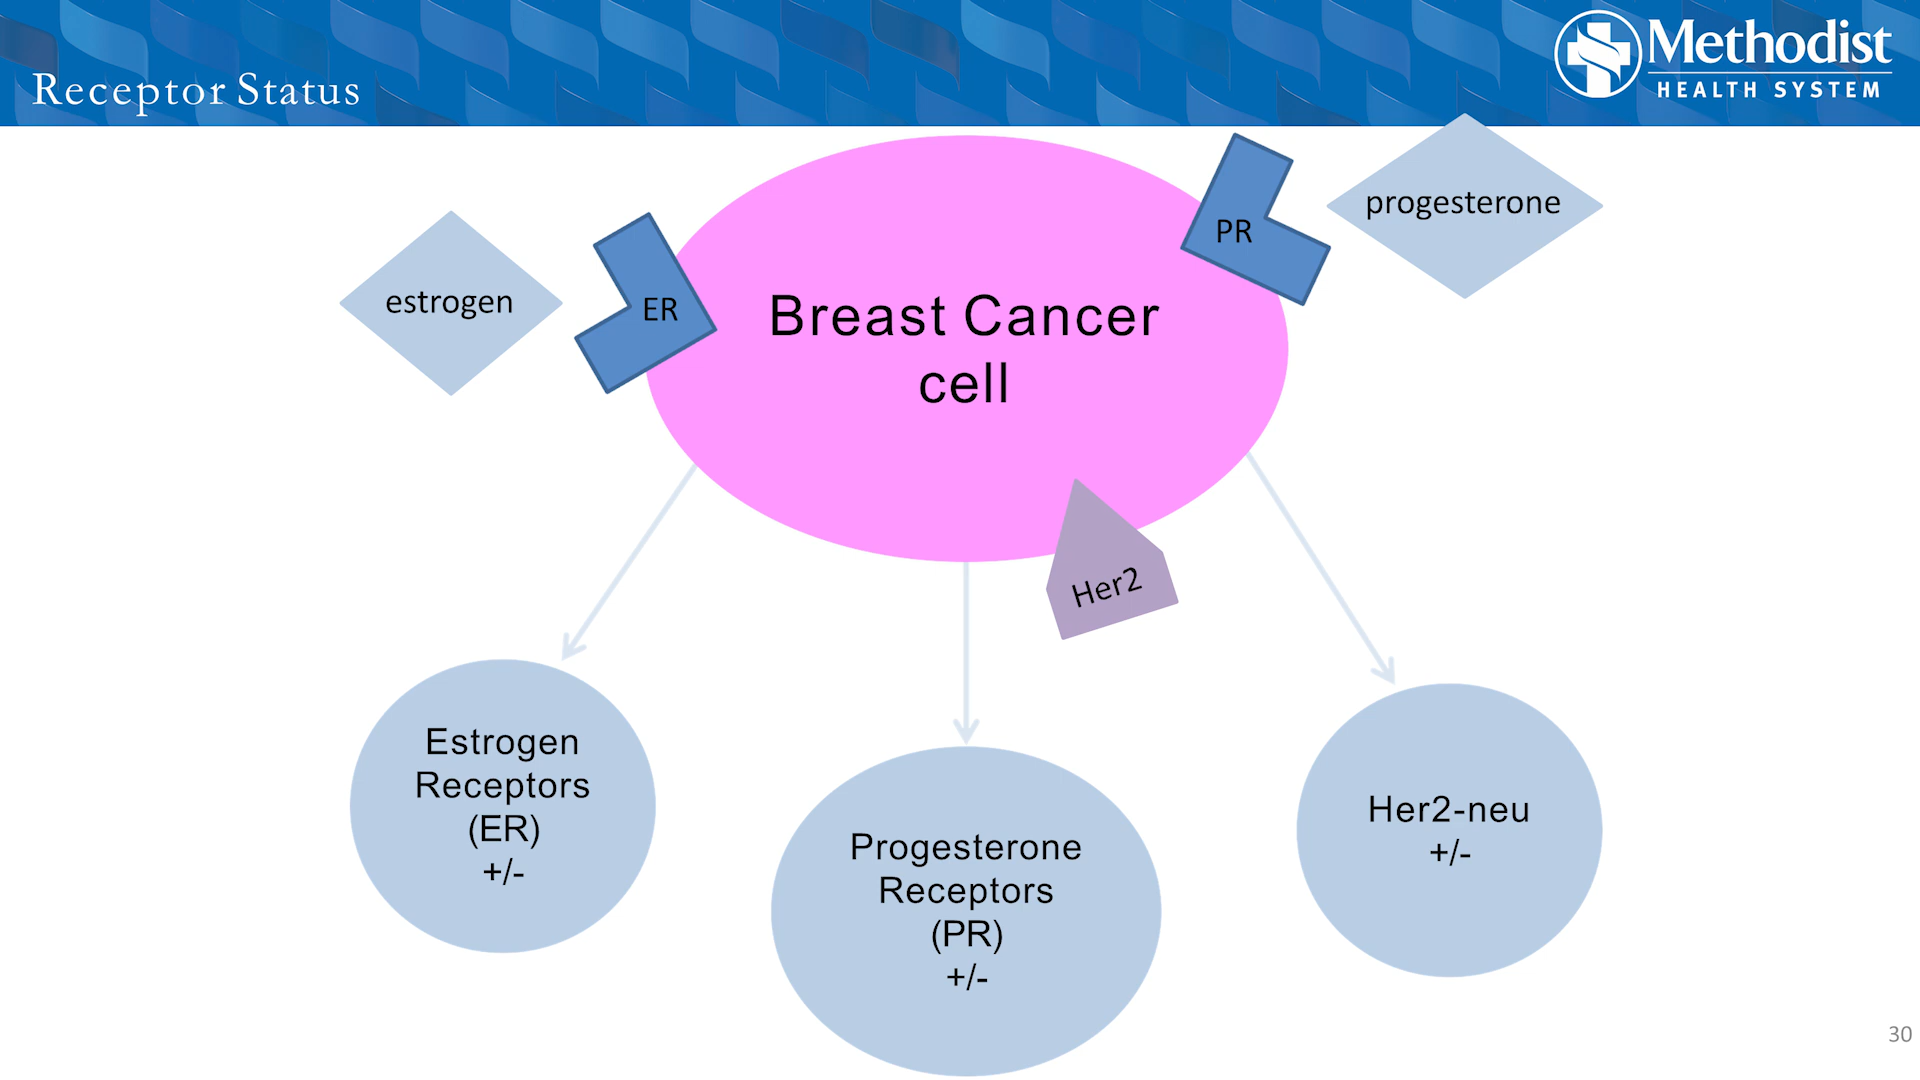 Receptor Status
Methodist
HEALTH SYSTEM
estrogen
ER
PR
progesterone
Breast Cancer
cell
Her2
Estrogen
Receptors
(ER)
+/-
Progesterone
Receptors
(PR)
+/-
Her2-neu
+/-
30